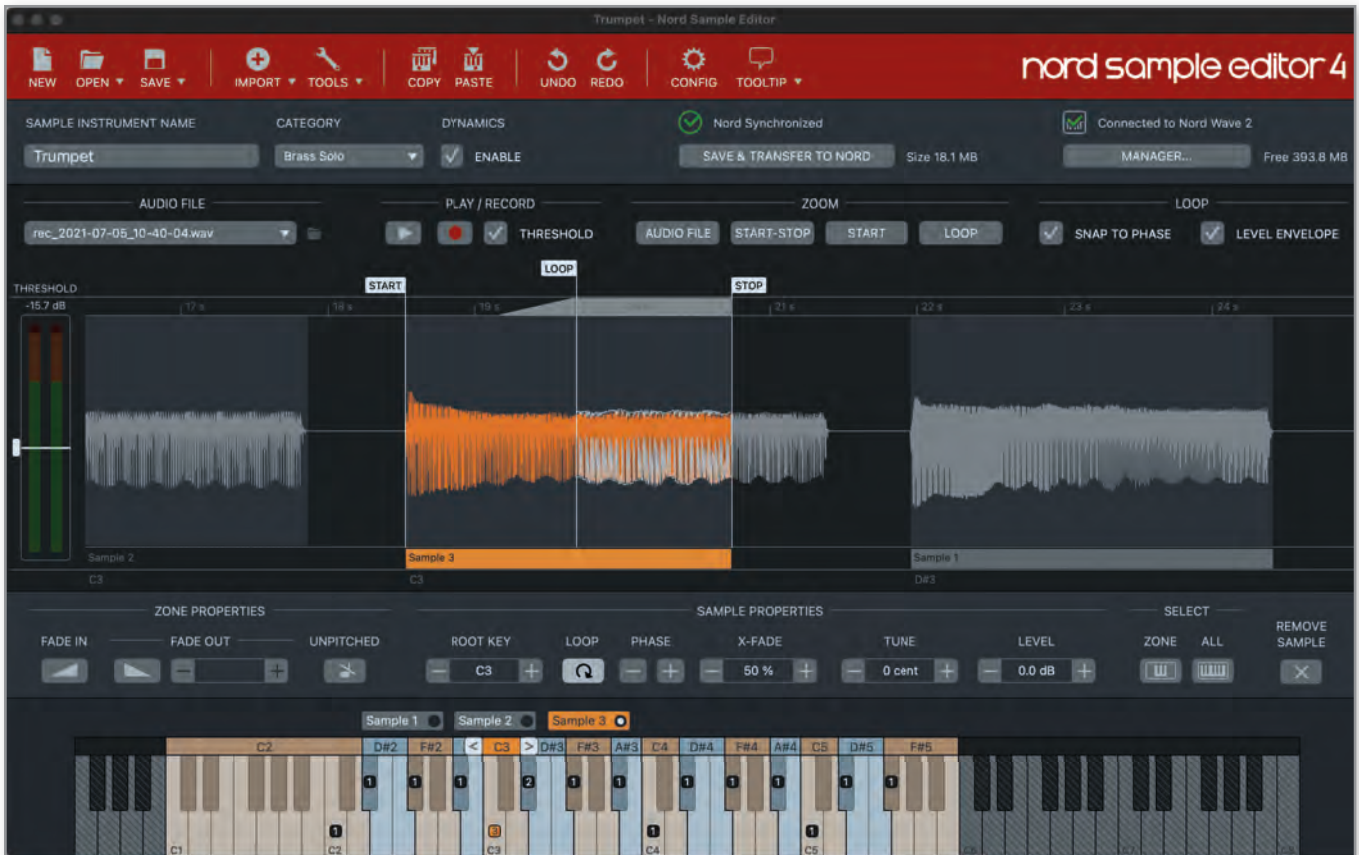 Trumpet - Nord Sample Editor
NEW OPEN SAVE IMPORT TOOLS COPY PASTE UNDO REDO CONFIG TOOLTIP nord sample editor 4
SAMPLE INSTRUMENT NAME CATEGORY DYNAMICS Nord Synchronized Connected to Nord Wave 2
Trumpet Brass Solo ENABLE SAVE & TRANSFER TO NORD Size 18.1 MB MANAGER... Free 393.8 MB
AUDIO FILE PLAY / RECORD ZOOM LOOP
rec_2021-07-05_10-40-04.wav THRESHOLD AUDIO FILE START-STOP START LOOP SNAP TO PHASE LEVEL ENVELOPE
LOOP
THRESHOLD START STOP
-15.7 dB 17 s 18 s 19 s 21 s 22 s 23 s 24 s
Sample 2 Sample 3 Sample 1
C3 C3 D#3
ZONE PROPERTIES SAMPLE PROPERTIES SELECT
FADE IN FADE OUT UNPITCHED ROOT KEY LOOP PHASE X-FADE TUNE LEVEL ZONE ALL REMOVE SAMPLE
C3 50 % 0 cent 0.0 dB
Sample 1 Sample 2 Sample 3
C2 D#2 F#2 < C3 > D#3 F#3 A#3 C4 D#4 F#4 A#4 C5 D#5 F#5
1 1 1 2 1 1 1 1 1 1 1
1 3 1 1
C1 C2 C3 C4 C5